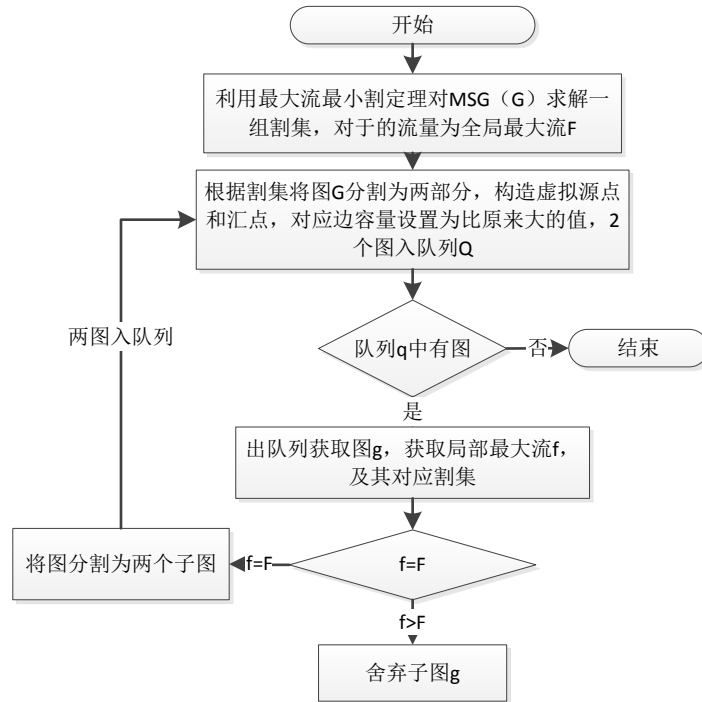 开始
利用最大流最小割定理对MSG（G）求解一
组割集，对于的流量为全局最大流F
根据割集将图G分割为两部分，构造虚拟源点
和汇点，对应边容量设置为比原来大的值，2
个图入队列Q
两图入队列
队列q中有图
否
结束
是
出队列获取图g，获取局部最大流f，
及其对应割集
将图分割为两个子图
f=F
f=F
f>F
舍弃子图g